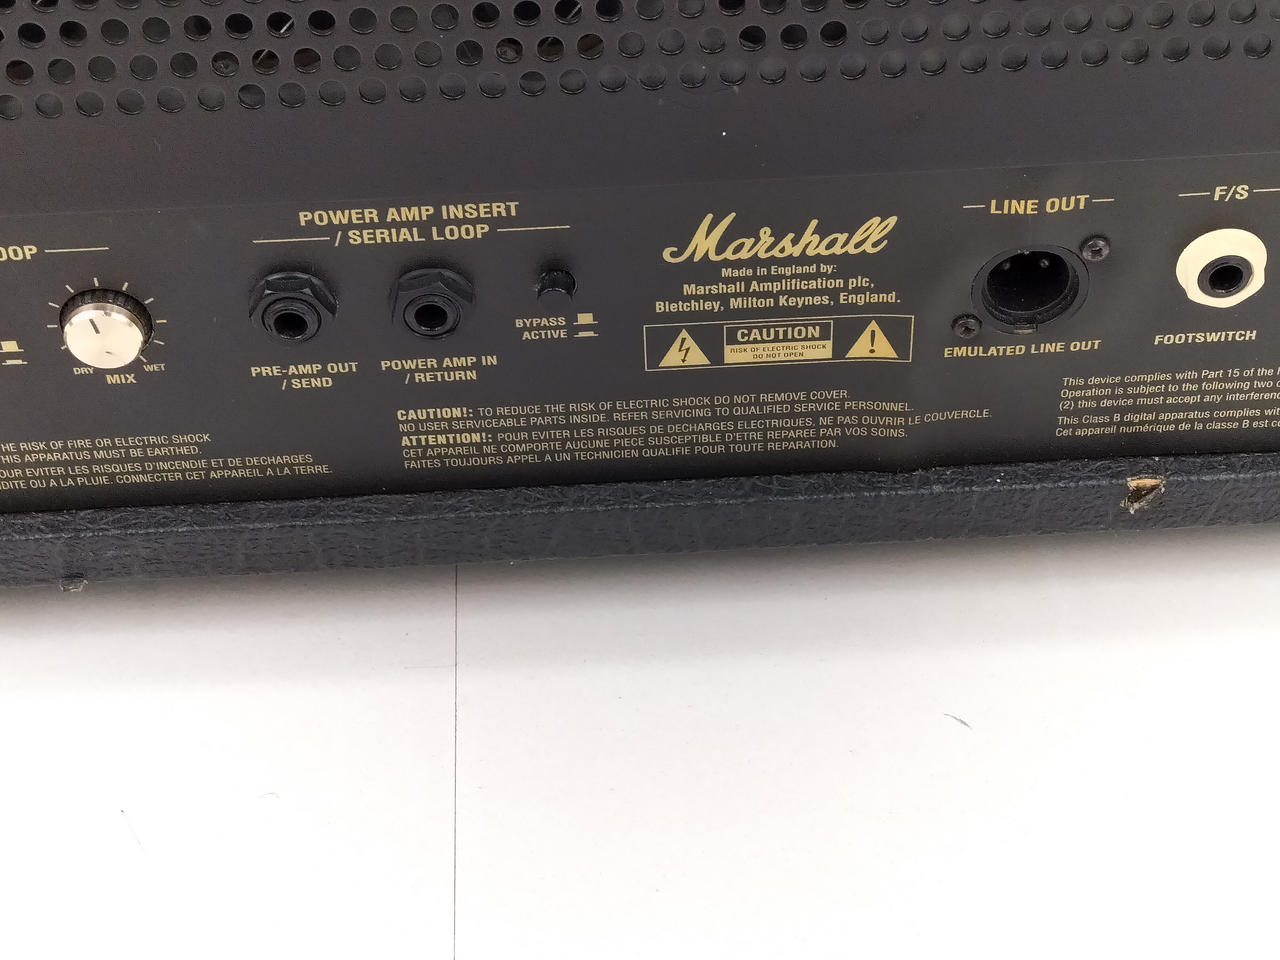 OOP
DRY
WET
MIX
POWER AMP INSERT
/ SERIAL LOOP
PRE-AMP OUT
/ SEND
POWER AMP IN
/ RETURN
BYPASS
ACTIVE
Marshall
Made in England by:
Marshall Amplification plc,
Bletchley, Milton Keynes, England.
CAUTION
RISK OF ELECTRIC SHOCK
DO NOT OPEN
LINE OUT
EMULATED LINE OUT
F/S
FOOTSWITCH
HE RISK OF FIRE OR ELECTRIC SHOCK
HIS APPARATUS MUST BE EARTHED.
OUR EVITER LES RISQUES D'INCENDIE ET DE DECHARGES
DITE OU A LA PLUIE. CONNECTER CET APPAREIL A LA TERRE.
CAUTION!: TO REDUCE THE RISK OF ELECTRIC SHOCK DO NOT REMOVE COVER.
NO USER SERVICEABLE PARTS INSIDE. REFER SERVICING TO QUALIFIED SERVICE PERSONNEL.
ATTENTION!: POUR EVITER LES RISQUES DE DECHARGES ELECTRIQUES, NE PAS OUVRIR LE COUVERCLE.
CET APPAREIL NE COMPORTE AUCUNE PIECE SUSCEPTIBLE D'ETRE REPAREE PAR VOS SOINS.
FAITES TOUJOURS APPEL A UN TECHNICIEN QUALIFIE POUR TOUTE REPARATION.
This device complies with Part 15 of the
Operation is subject to the following two
(2) this device must accept any interferenc
This Class B digital apparatus complies wit
Cet appareil numérique de la classe B est co